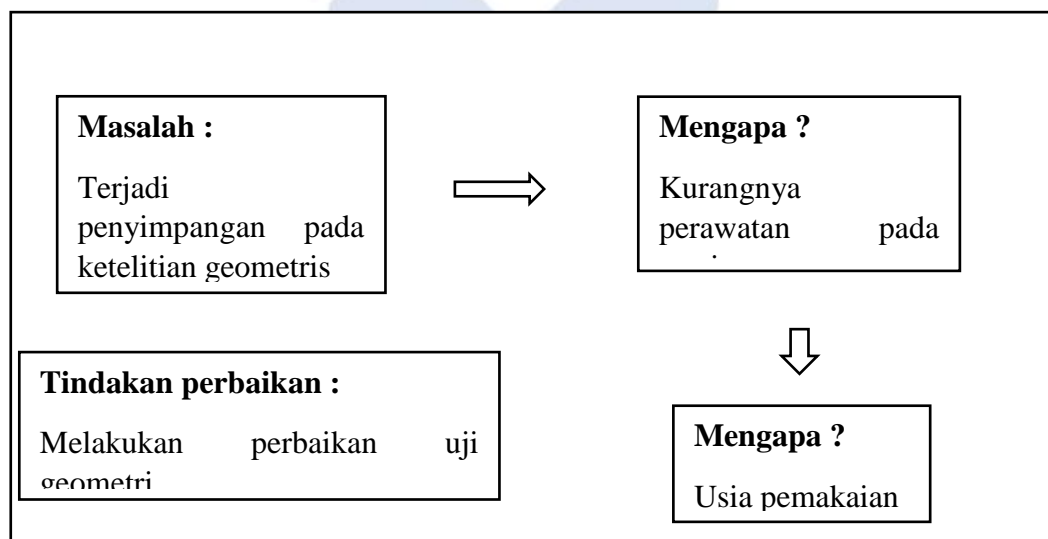 Masalah :
Terjadi
penyimpangan pada
ketelitian geometris
Mengapa ?
Kurangnya
perawatan pada
Mengapa ?
Usia pemakaian
Tindakan perbaikan :
Melakukan perbaikan uji
geometri